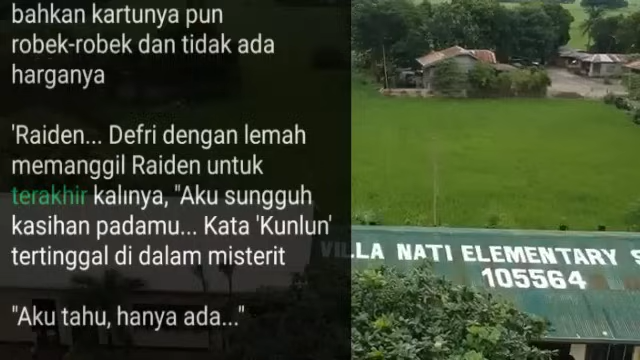 bahkan kartunya pun
robek-robek dan tidak ada
harganya
'Raiden... Defri dengan lemah
memanggil Raiden untuk
terakhir kalinya, "Aku sungguh
kasihan padamu... Kata 'Kunlun'
tertinggal di dalam misterit
"Aku tahu, hanya ada..."
VILLA NATI ELEMENTARY S
105564